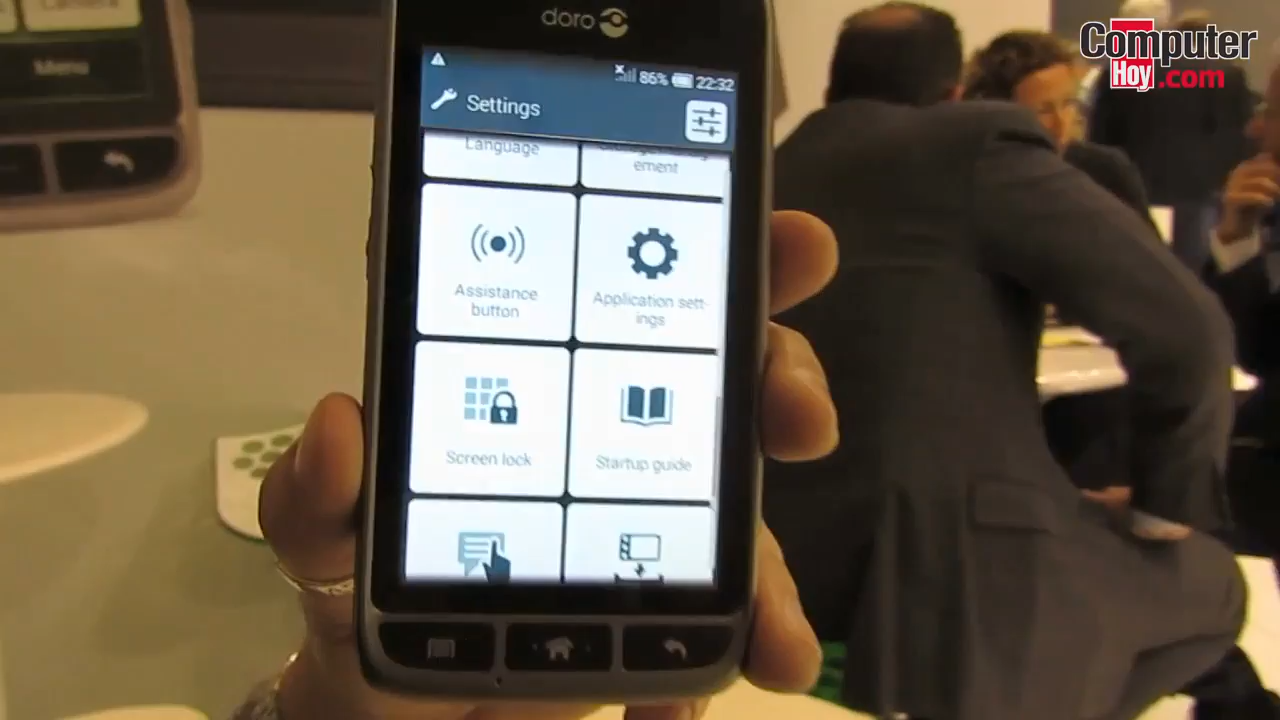 Menu
doro
Computer
Hoy.com
86% 22:32
Settings
Language
ement
Assistance
button
Application sett-
ings
Screen lock
Startup guide